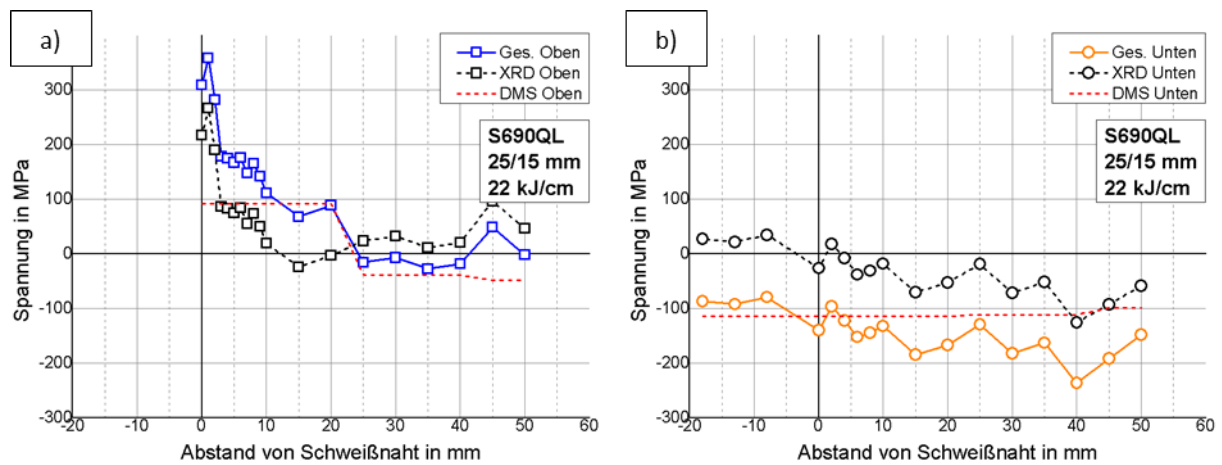 a)
Ges. Oben
XRD Oben
DMS Oben
S690QL
25/15 mm
22 kJ/cm
300
200
100
0
-100
-200
-300
-20 -10 0 10 20 30 40 50 60
Spannung in MPa
Abstand von Schweißnaht in mm
b)
Ges. Unten
XRD Unten
DMS Unten
S690QL
25/15 mm
22 kJ/cm
300
200
100
0
-100
-200
-300
-20 -10 0 10 20 30 40 50 60
Spannung in MPa
Abstand von Schweißnaht in mm